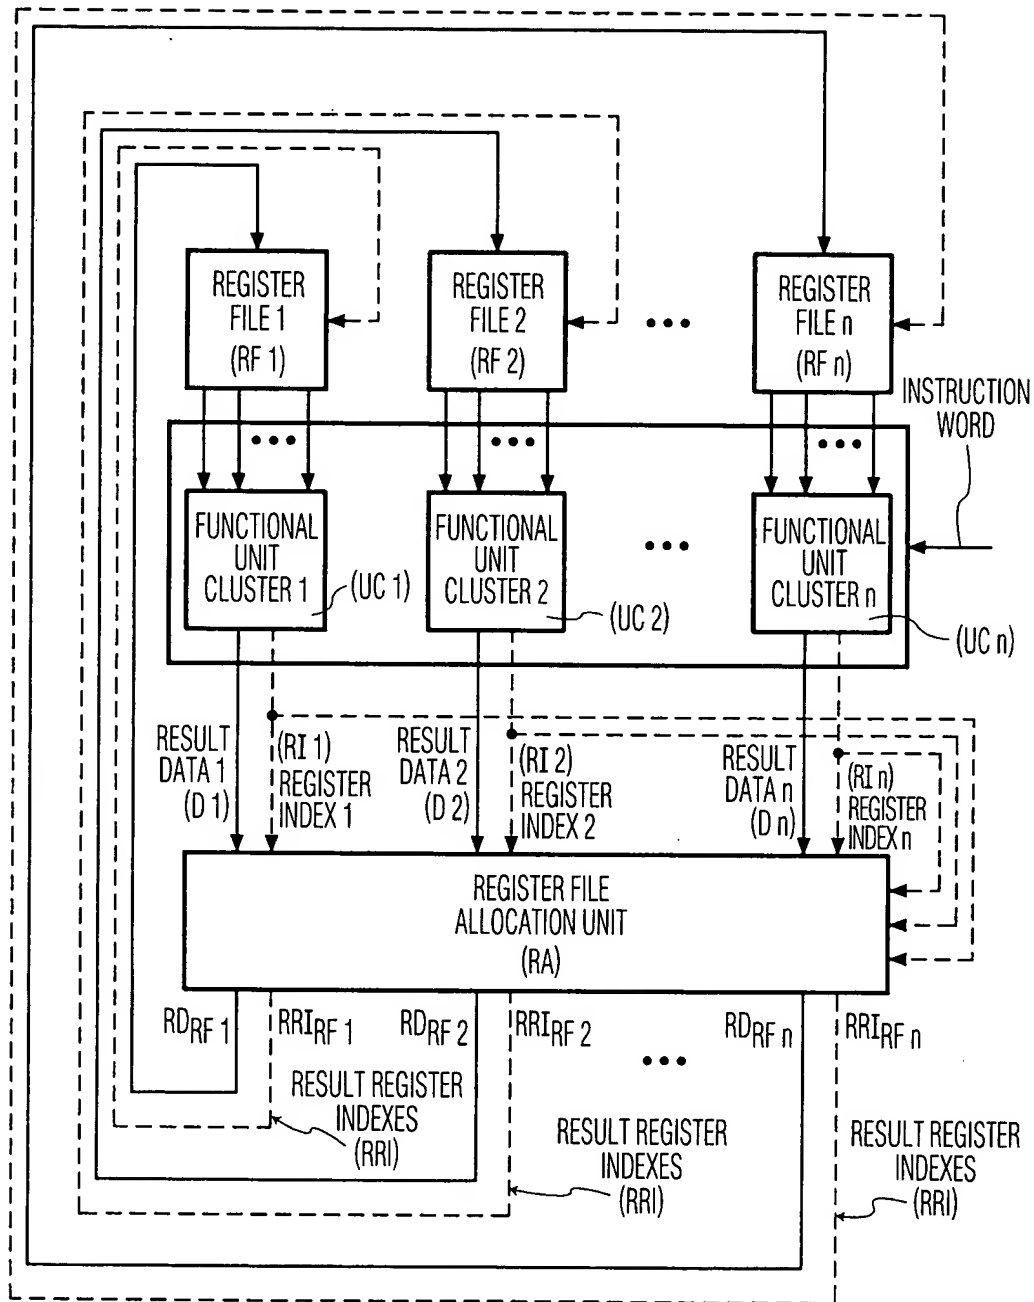 REGISTER
FILE 1
(RF 1)
REGISTER
FILE 2
(RF 2)
REGISTER
FILE n
(RF n)
INSTRUCTION
WORD
FUNCTIONAL
UNIT
CLUSTER 1
(UC 1)
FUNCTIONAL
UNIT
CLUSTER 2
(UC 2)
FUNCTIONAL
UNIT
CLUSTER n
(UC n)
RESULT
DATA 1
(D 1)
(RI 1)
REGISTER
INDEX 1
RESULT
DATA 2
(D 2)
(RI 2)
REGISTER
INDEX 2
RESULT
DATA n
(D n)
(RI n)
REGISTER
INDEX n
REGISTER FILE
ALLOCATION UNIT
(RA)
RDRF 1
RRIRF 1
RDRF 2
RRIRF 2
RDRF n
RRIRF n
RESULT REGISTER
INDEXES
(RRI)
RESULT REGISTER
INDEXES
(RRI)
RESULT REGISTER
INDEXES
(RRI)